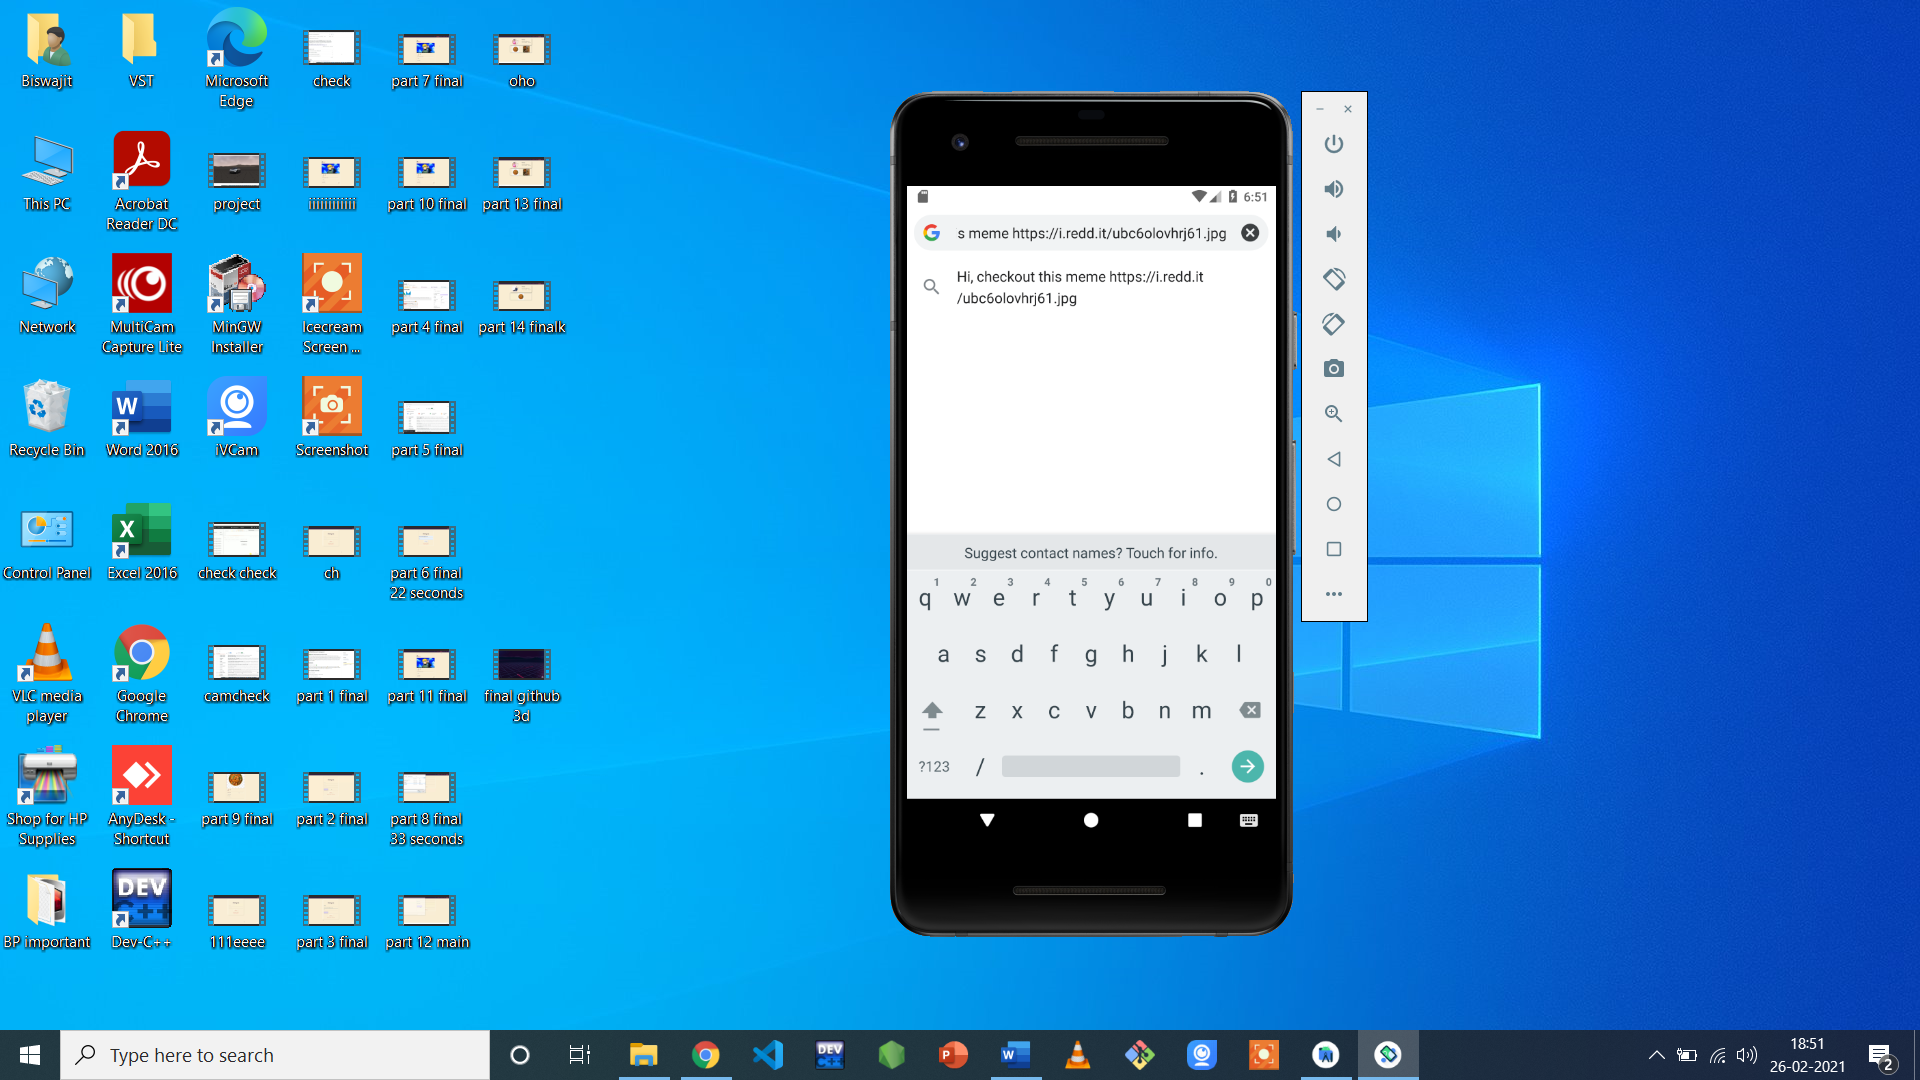 Biswajit
VST
Microsoft
Edge
check
part 7 final
oho
This PC
Acrobat
Reader DC
project
iiiiiiiiiiii
part 10 final
part 13 final
Network
MultiCam
Capture Lite
MinGW
Installer
Icecream
Screen ...
part 4 final
part 14 finalk
Recycle Bin
Word 2016
iVCam
Screenshot
part 5 final
Control Panel
Excel 2016
check check
ch
part 6 final
22 seconds
VLC media
player
Google
Chrome
camcheck
part 1 final
part 11 final
final github
3d
Shop for HP
Supplies
AnyDesk -
Shortcut
part 9 final
part 2 final
part 8 final
33 seconds
BP important
DEV
C++
Dev-C++
111eeee
part 3 final
part 12 main
6:51
s meme https://i.redd.it/ubc6olovhrj61.jpg
Hi, checkout this meme https://i.redd.it
/ubc6olovhrj61.jpg
Suggest contact names? Touch for info.
1 2 3 4 5 6 7 8 9 0
q w e r t y u i o p
a s d f g h j k l
z x c v b n m
?123 / .
Type here to search
18:51
26-02-2021
2